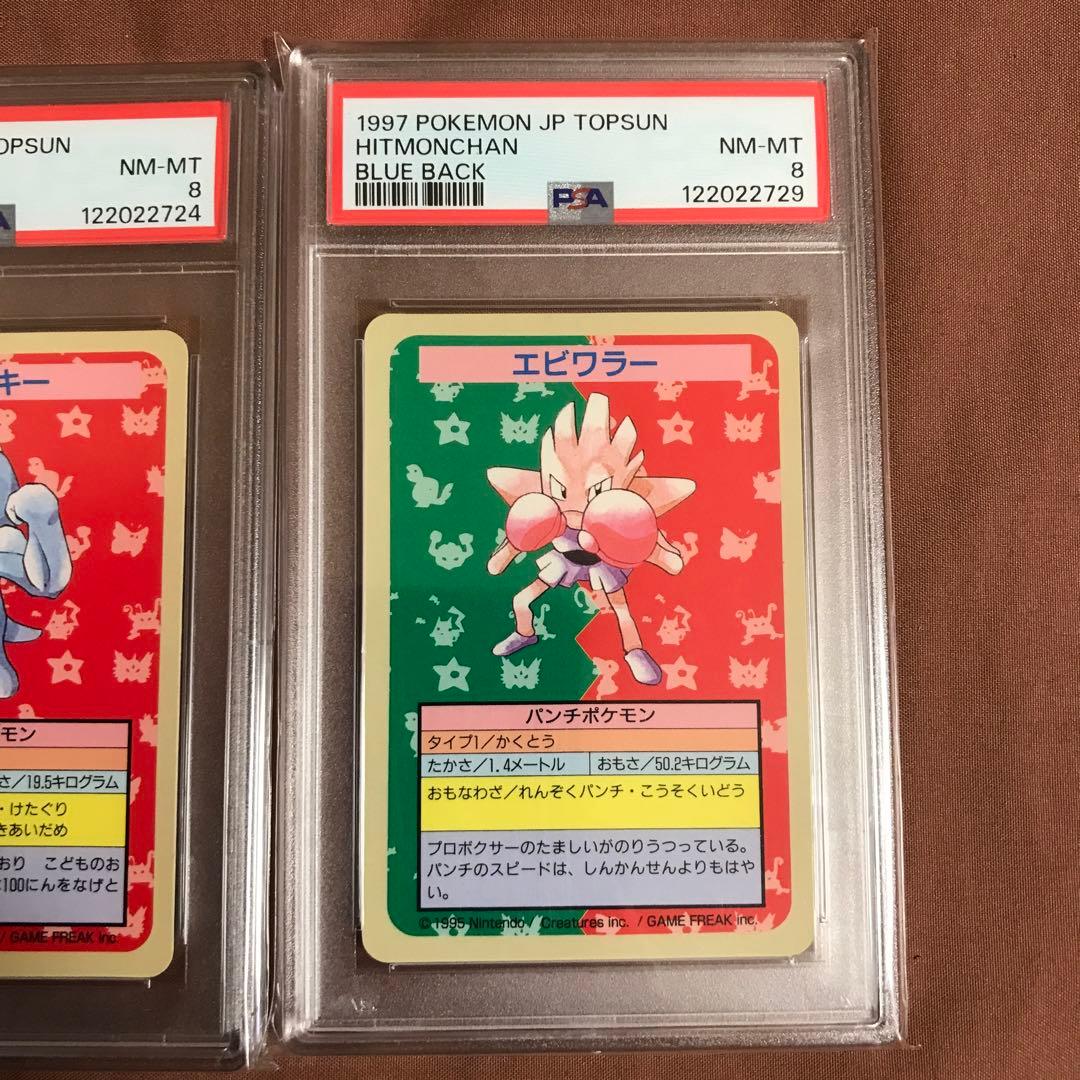 OPSUN
NM-MT
8
122022724
キー
モン
さ/19.5キログラム
・けたぐり
きあいだめ
おり こどものお
100にんをなげと
/ GAME FREAK inc.
1997 POKEMON JP TOPSUN
HITMONCHAN NM-MT
BLUE BACK 8
PSA 122022729
エビワラー
パンチポケモン
タイプ1/かくとう
たかさ/1.4メートル おもさ/50.2キログラム
おもなわざ/れんぞくパンチ・こうそくいどう
プロボクサーのたましいがのりうつっている。
パンチのスピードは、しんかんせんよりもはや
い。
©1995 Nintendo / Creatures inc. / GAME FREAK inc.